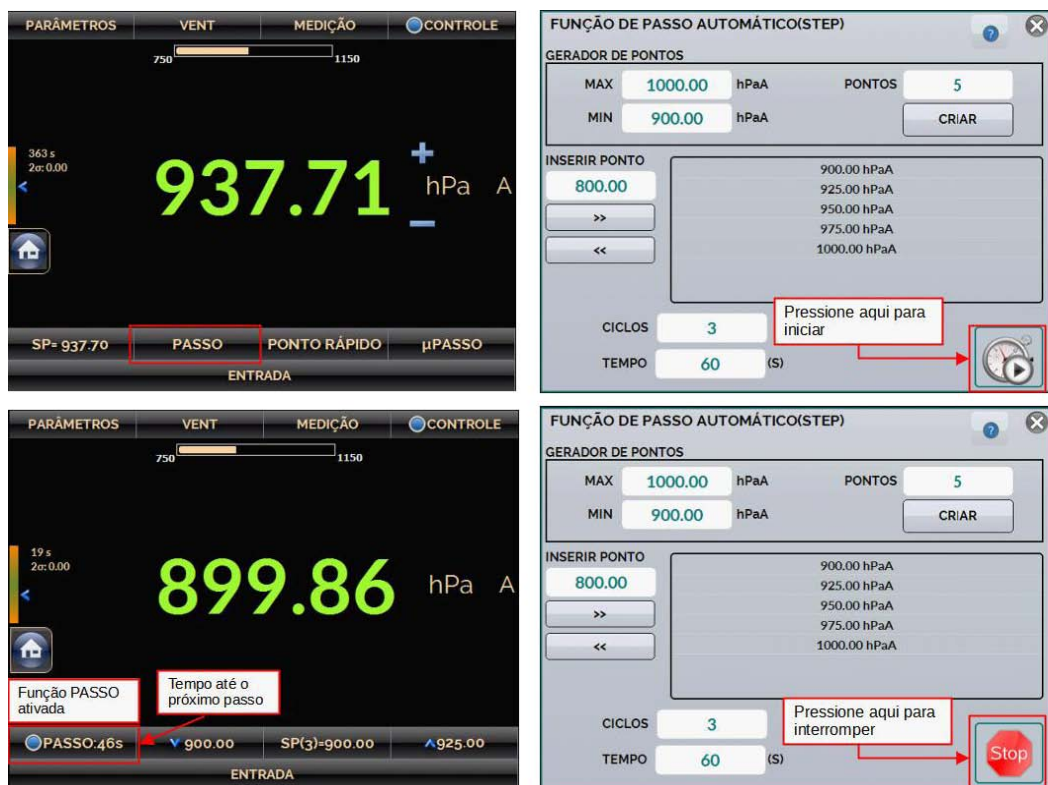 PARÂMETROS VENT MEDIÇÃO CONTROLE
750 1150
363 s
2σ: 0.00
937.71 hPa A
SP= 937.70 PASSO PONTO RÁPIDO µPASSO
ENTRADA
FUNÇÃO DE PASSO AUTOMÁTICO(STEP) ?
GERADOR DE PONTOS
MAX 1000.00 hPaA PONTOS 5
MIN 900.00 hPaA CRIAR
INSERIR PONTO
800.00
>>
<<
900.00 hPaA
925.00 hPaA
950.00 hPaA
975.00 hPaA
1000.00 hPaA
Pressione aqui para
iniciar
CICLOS 3
TEMPO 60 (S)
PARÂMETROS VENT MEDIÇÃO CONTROLE
750 1150
19 s
2σ: 0.00
899.86 hPa A
Função PASSO
ativada
Tempo até o
próximo passo
PASSO:46s 900.00 SP(3)=900.00 925.00
ENTRADA
FUNÇÃO DE PASSO AUTOMÁTICO(STEP) ?
GERADOR DE PONTOS
MAX 1000.00 hPaA PONTOS 5
MIN 900.00 hPaA CRIAR
INSERIR PONTO
800.00
>>
<<
900.00 hPaA
925.00 hPaA
950.00 hPaA
975.00 hPaA
1000.00 hPaA
Pressione aqui para
interromper
CICLOS 3
TEMPO 60 (S)
Stop